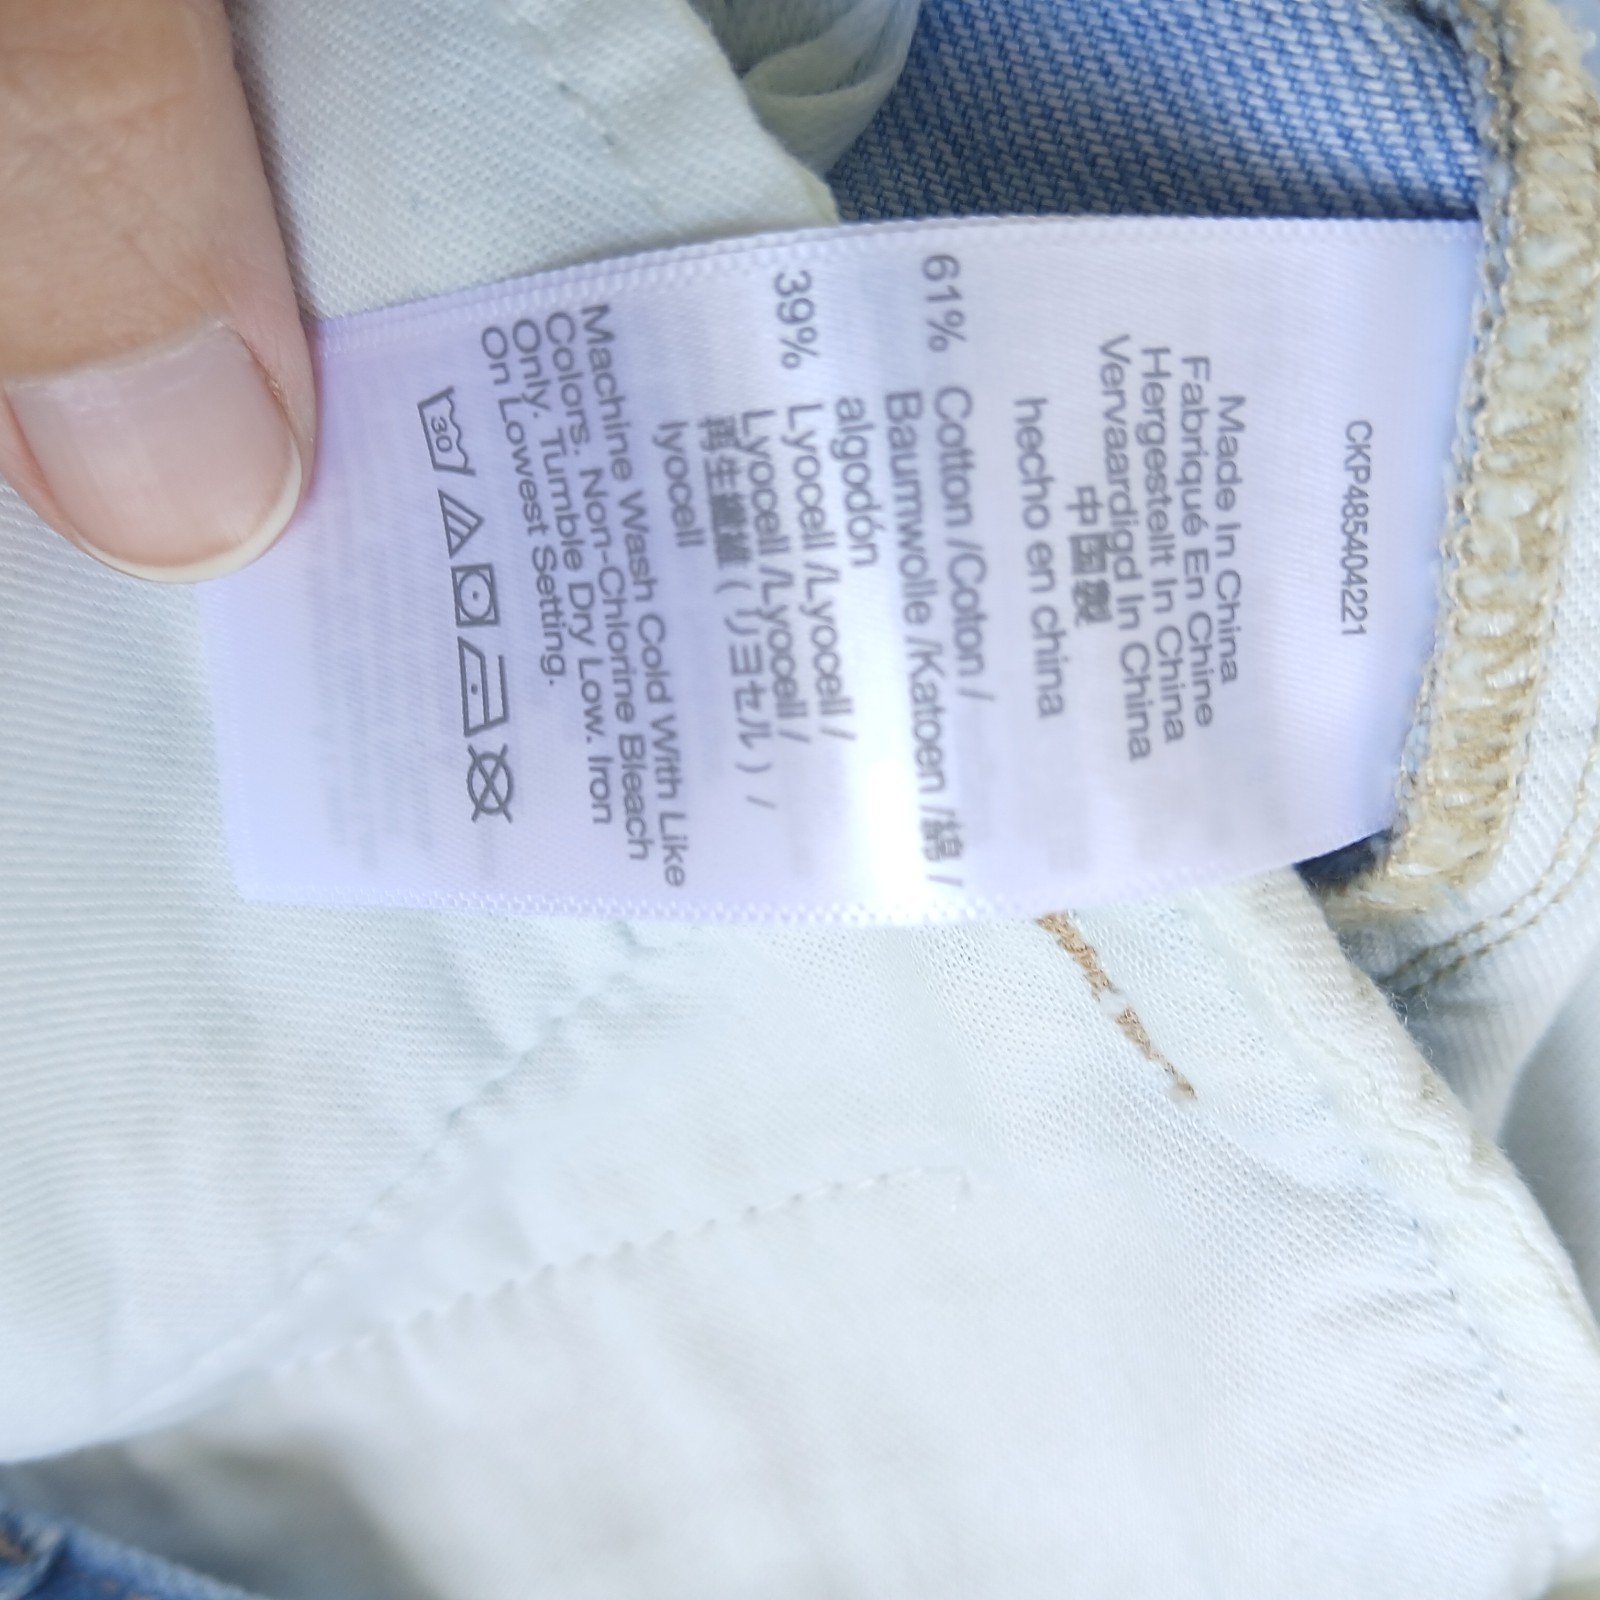 CKP48540421
Made In China
Fabriqué En Chine
Hergestellt In China
Vervaardigd In China
中国製
hecho en china
61% Cotton /Coton /
Baumwolle /Katoen /綿 /
algodón
39% Lyocell /Lyocell /
Lyocell /Lyocell /
再生繊維 ( リヨセル ) /
lyocell
Machine Wash Cold With Like
Colors. Non-Chlorine Bleach
Only. Tumble Dry Low. Iron
On Lowest Setting.
30